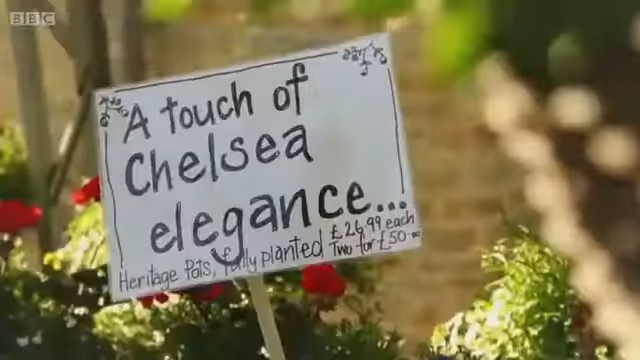 BBC
A touch of
Chelsea
elegance...
£26.99 each
Heritage Pots, fully planted Two for £50